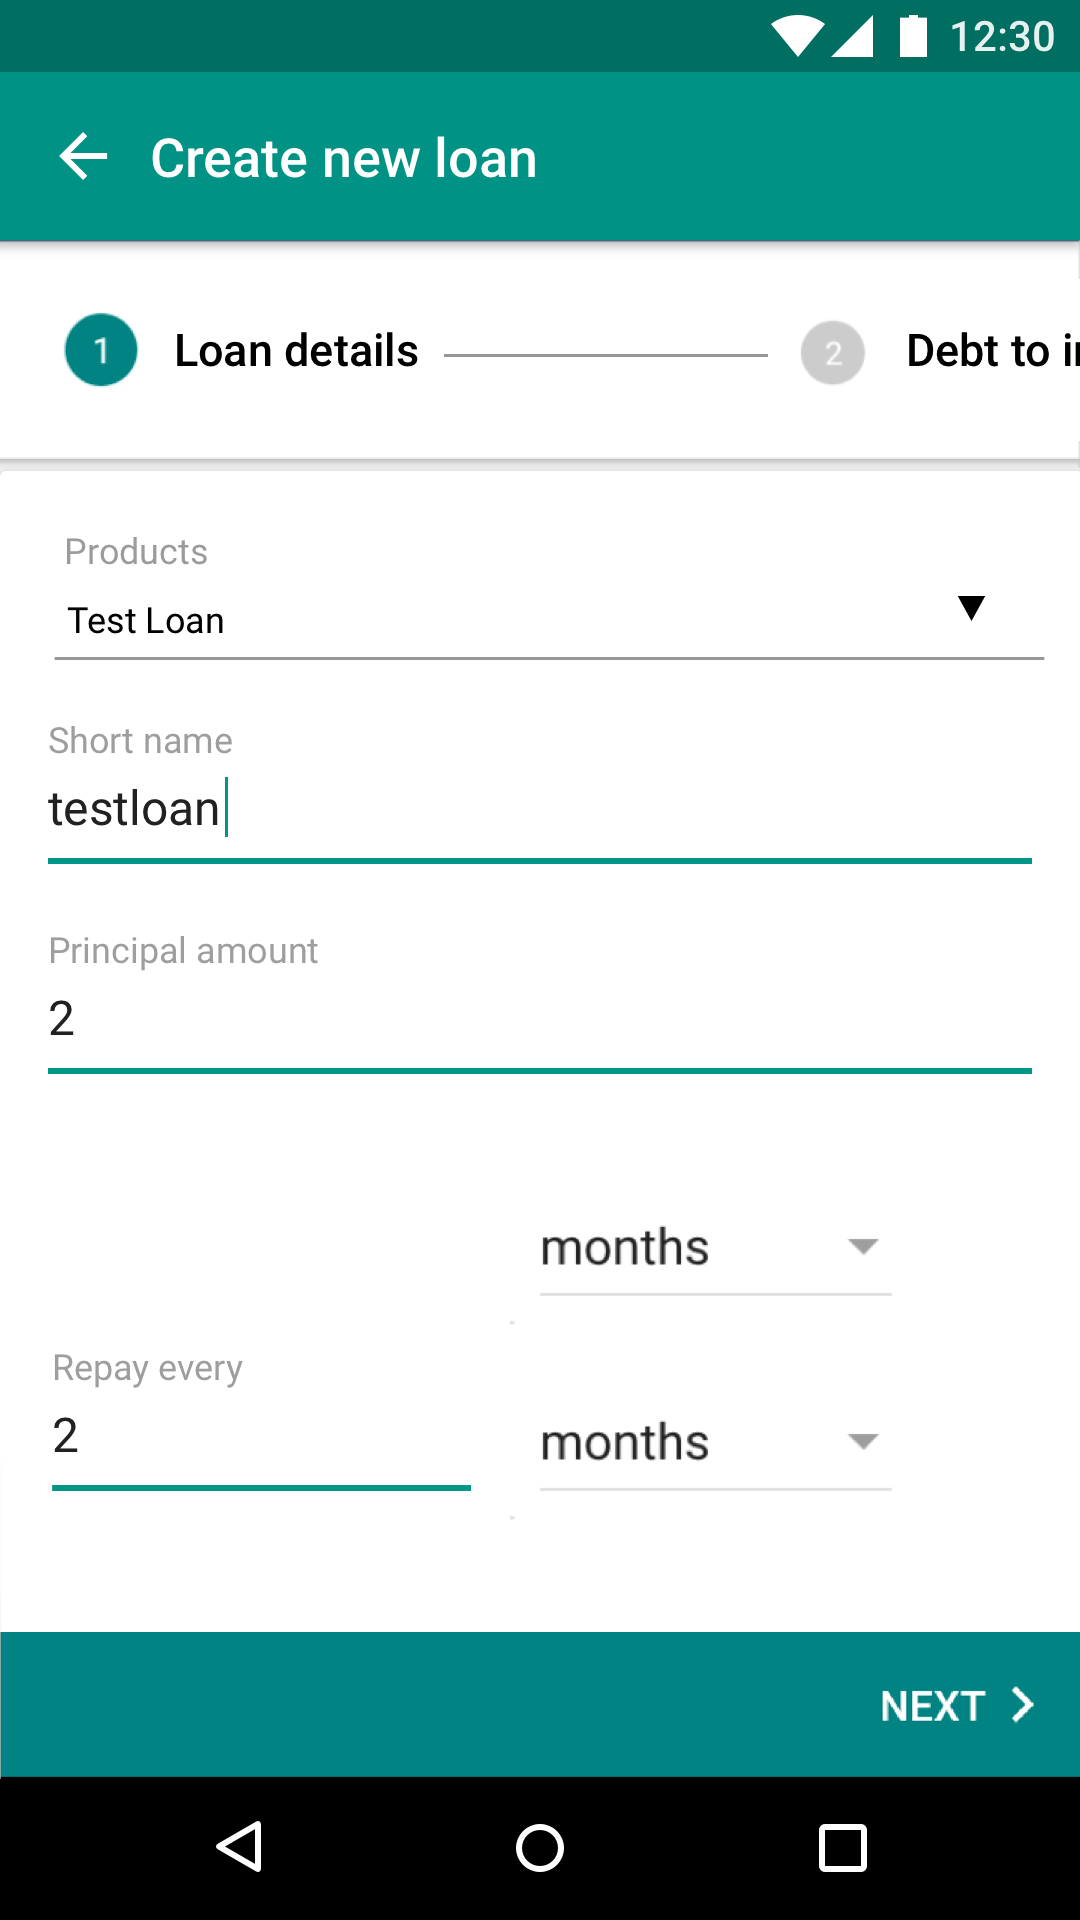 12:30
Create new loan
1 Loan details 2 Debt to i
Products
Test Loan
Short name
testloan
Principal amount
2
months
Repay every
2 months
NEXT